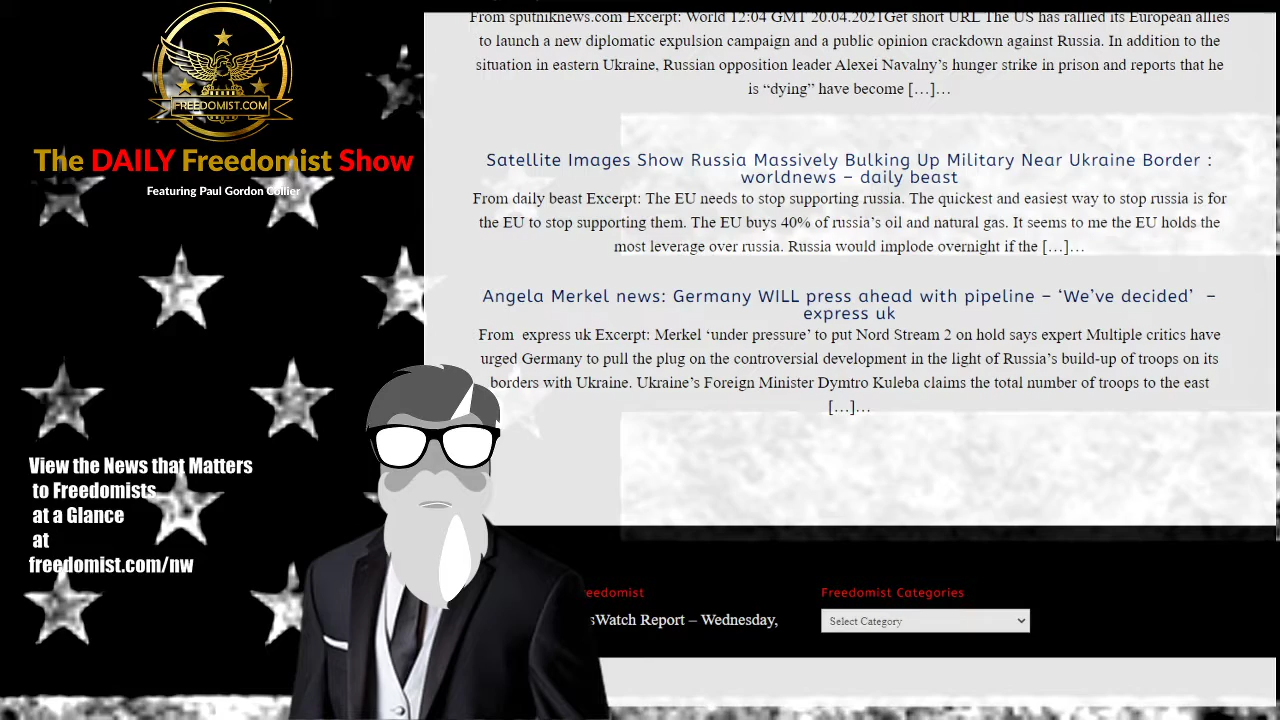 FREEDOMIST.COM
The DAILY Freedomist Show
Featuring Paul Gordon Collier
View the News that Matters
to Freedomists
at a Glance
at
freedomist.com/nw
From sputniknews.com Excerpt: World 12:04 GMT 20.04.2021Get short URL The US has rallied its European allies
to launch a new diplomatic expulsion campaign and a public opinion crackdown against Russia. In addition to the
situation in eastern Ukraine, Russian opposition leader Alexei Navalny’s hunger strike in prison and reports that he
is “dying” have become […]…
Satellite Images Show Russia Massively Bulking Up Military Near Ukraine Border :
worldnews – daily beast
From daily beast Excerpt: The EU needs to stop supporting russia. The quickest and easiest way to stop russia is for
the EU to stop supporting them. The EU buys 40% of russia’s oil and natural gas. It seems to me the EU holds the
most leverage over russia. Russia would implode overnight if the […]…
Angela Merkel news: Germany WILL press ahead with pipeline – ‘We’ve decided’ –
express uk
From express uk Excerpt: Merkel ‘under pressure’ to put Nord Stream 2 on hold says expert Multiple critics have
urged Germany to pull the plug on the controversial development in the light of Russia’s build-up of troops on its
borders with Ukraine. Ukraine’s Foreign Minister Dymtro Kuleba claims the total number of troops to the east
[…]…
eedomist
sWatch Report – Wednesday,
Freedomist Categories
Select Category